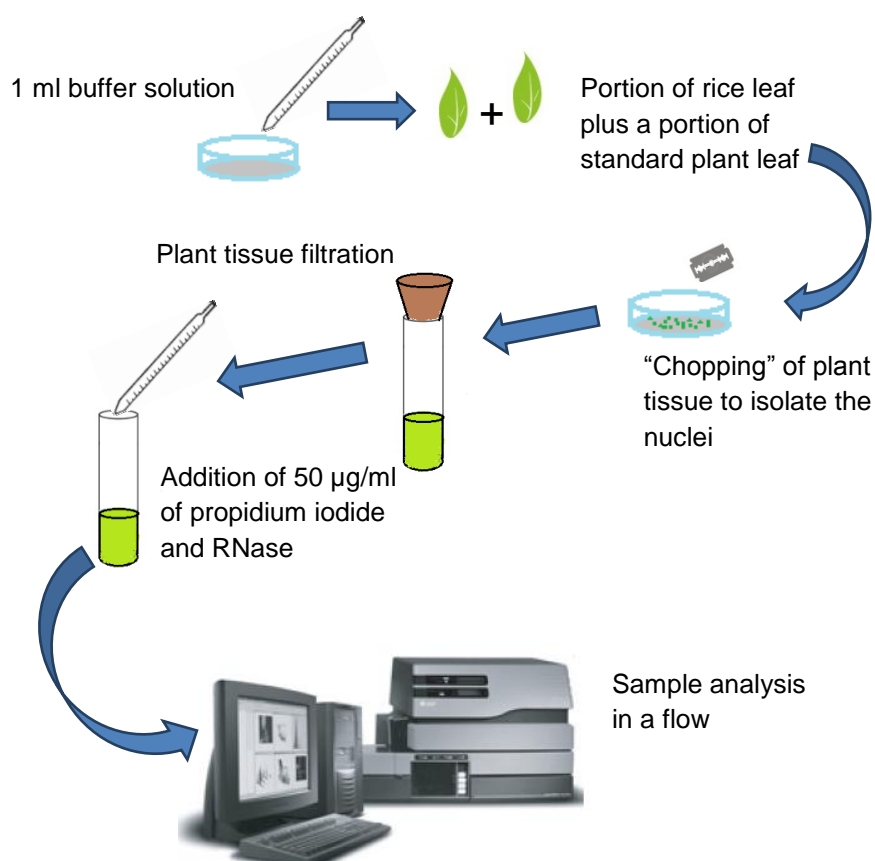 1 ml buffer solution
+
Portion of rice leaf
plus a portion of
standard plant leaf
Plant tissue filtration
“Chopping” of plant
tissue to isolate the
nuclei
Addition of 50 µg/ml
of propidium iodide
and RNase
Sample analysis
in a flow